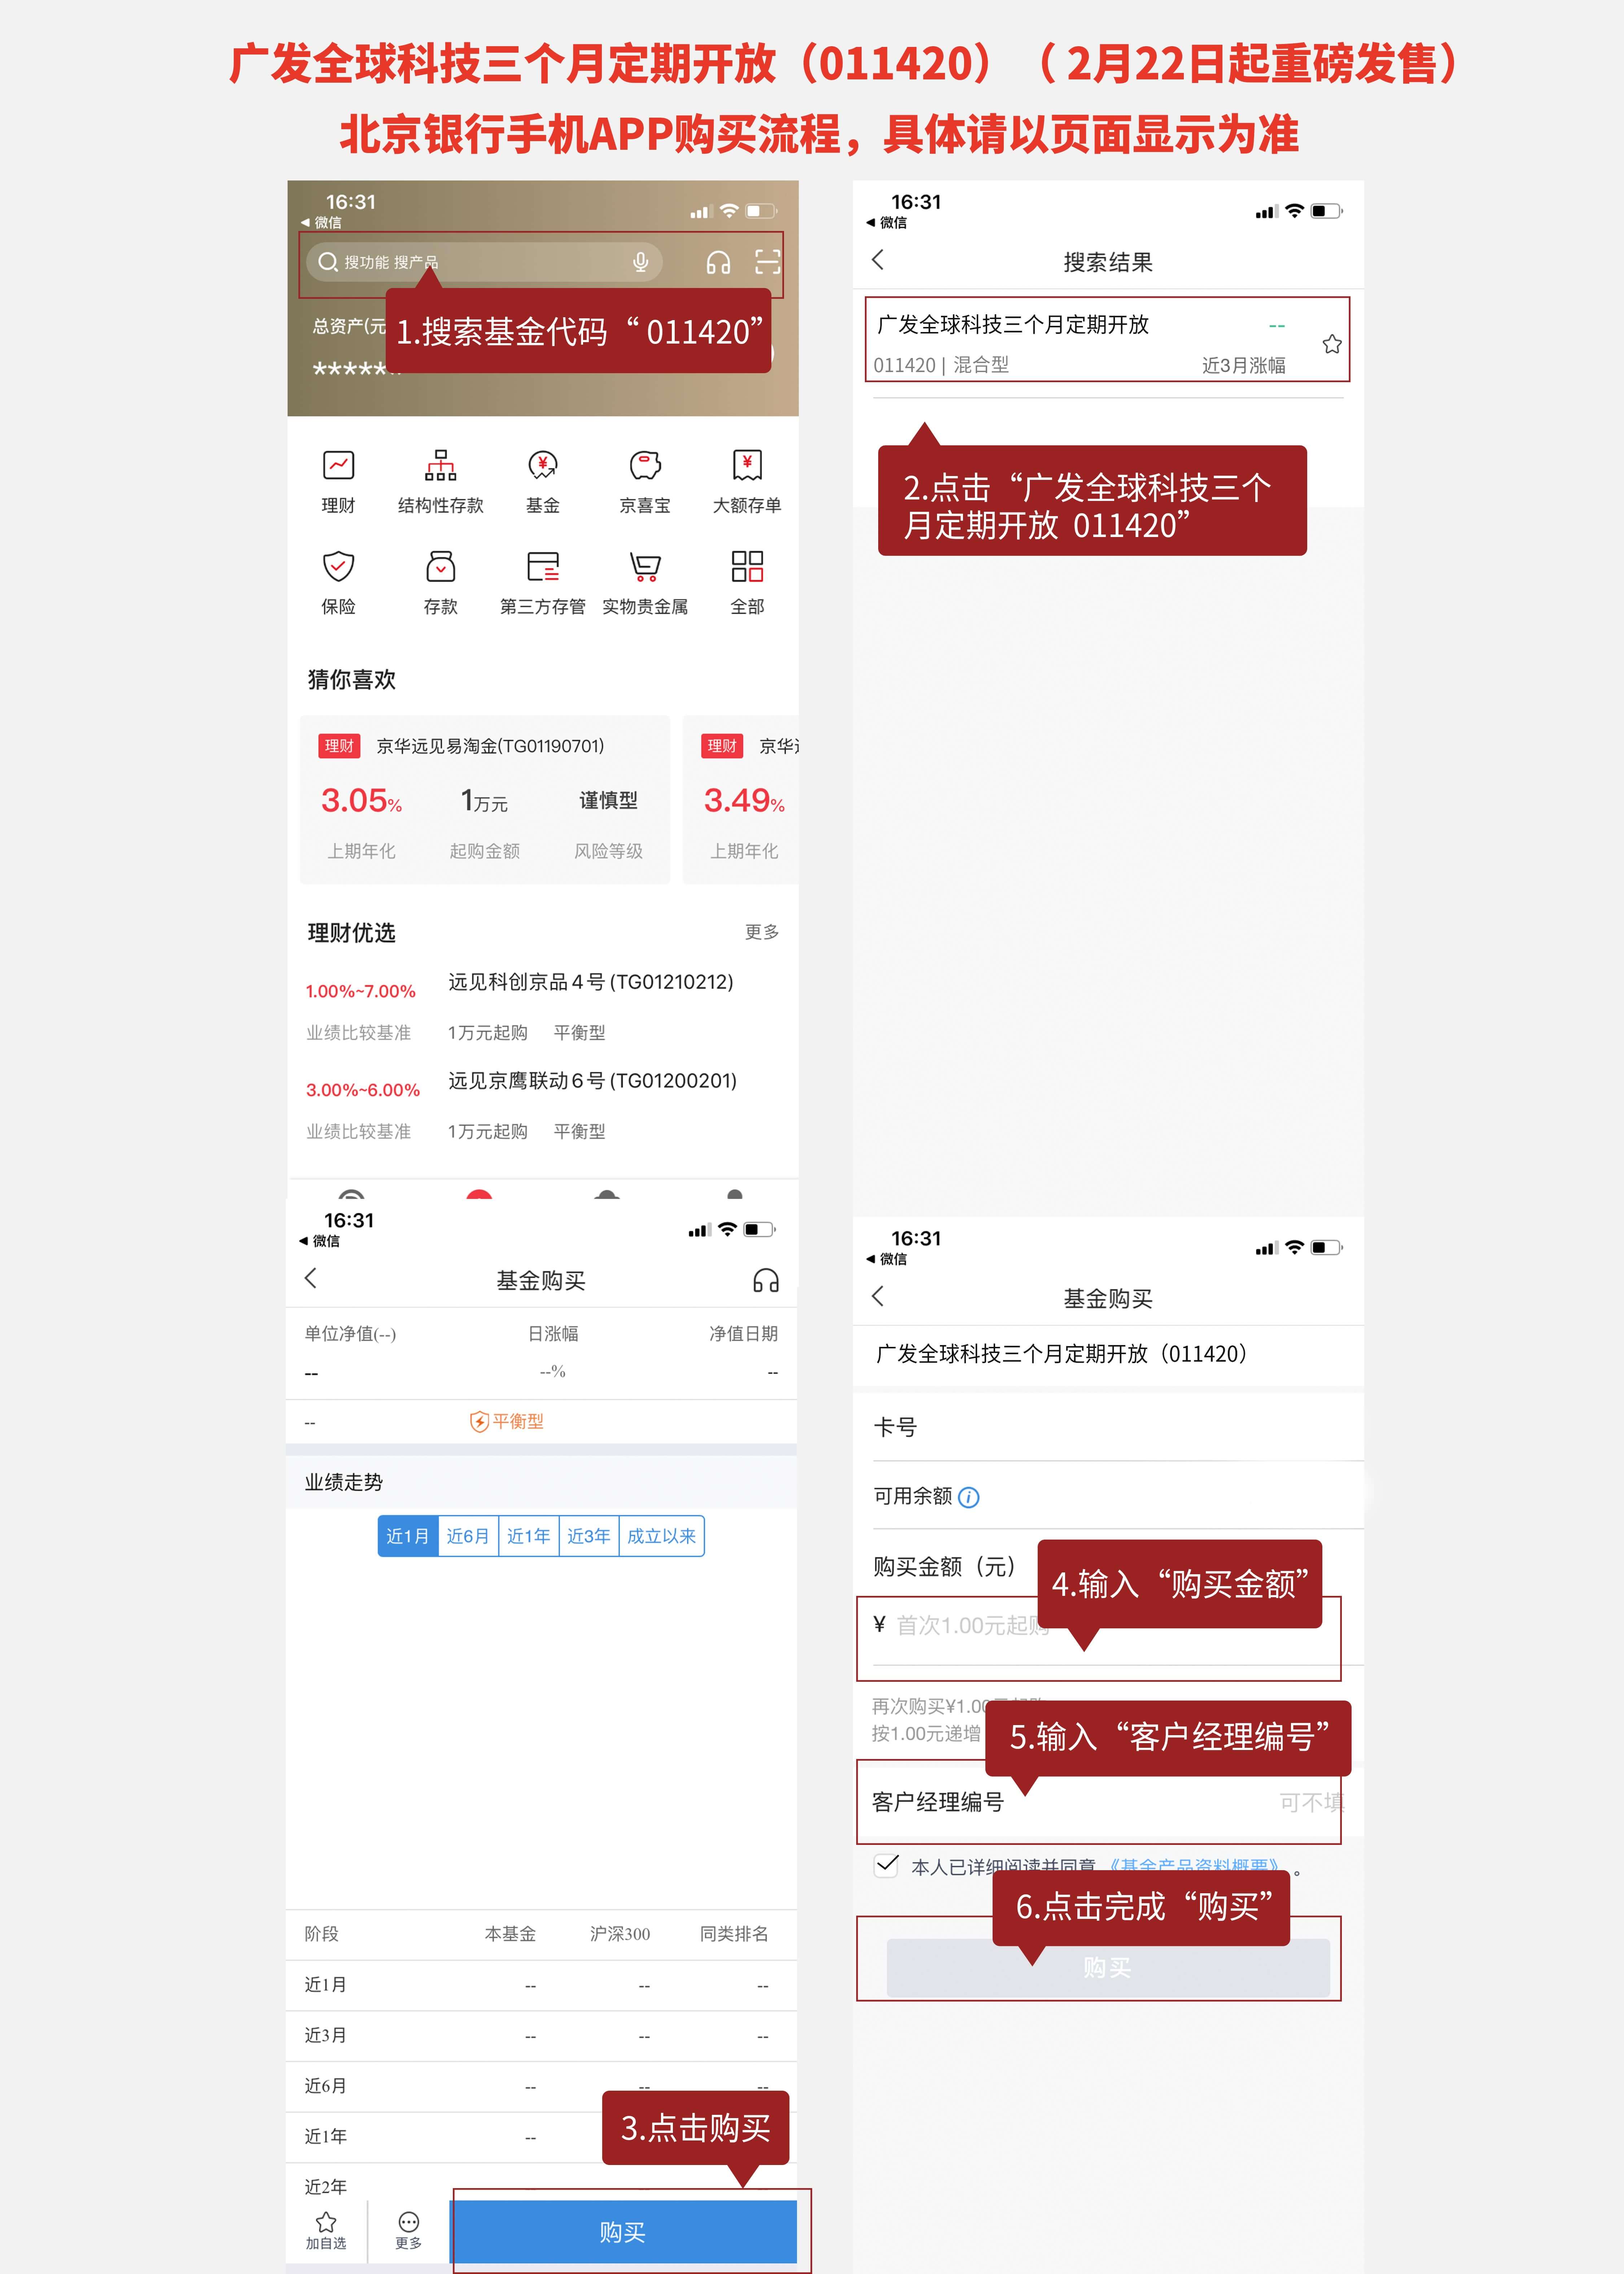 广发全球科技三个月定期开放（011420）（ 2月22日起重磅发售）
北京银行手机APP购买流程，具体请以页面显示为准
16:31
◀ 微信
搜功能 搜产品
1.搜索基金代码“ 011420”
总资产(元
******
理财
结构性存款
基金
京喜宝
大额存单
保险
存款
第三方存管
实物贵金属
全部
猜你喜欢
理财 京华远见易淘金(TG01190701)
理财 京华
3.05% 1万元 谨慎型
3.49%
上期年化 起购金额 风险等级
上期年化
理财优选 更多
1.00%~7.00% 远见科创京品4号(TG01210212)
业绩比较基准 1万元起购 平衡型
3.00%~6.00% 远见京鹰联动6号(TG01200201)
业绩比较基准 1万元起购 平衡型
16:31
◀ 微信
搜索结果
广发全球科技三个月定期开放 --
011420 | 混合型 近3月涨幅
2.点击“广发全球科技三个
月定期开放 011420”
16:31
◀ 微信
基金购买
单位净值(--) 日涨幅 净值日期
-- --% --
-- 平衡型
业绩走势
近1月 近6月 近1年 近3年 成立以来
阶段 本基金 沪深300 同类排名
近1月 -- -- --
近3月 -- -- --
近6月 -- -- --
近1年 --
3.点击购买
近2年
加自选 更多 购买
16:31
◀ 微信
基金购买
广发全球科技三个月定期开放（011420）
卡号
可用余额
购买金额（元）
4.输入“购买金额”
¥ 首次1.00元起购
再次购买¥1.00元起购
按1.00元递增
5.输入“客户经理编号”
客户经理编号 可不填
本人已详细阅读并同意 《基金产品资料概要》 。
6.点击完成“购买”
购买